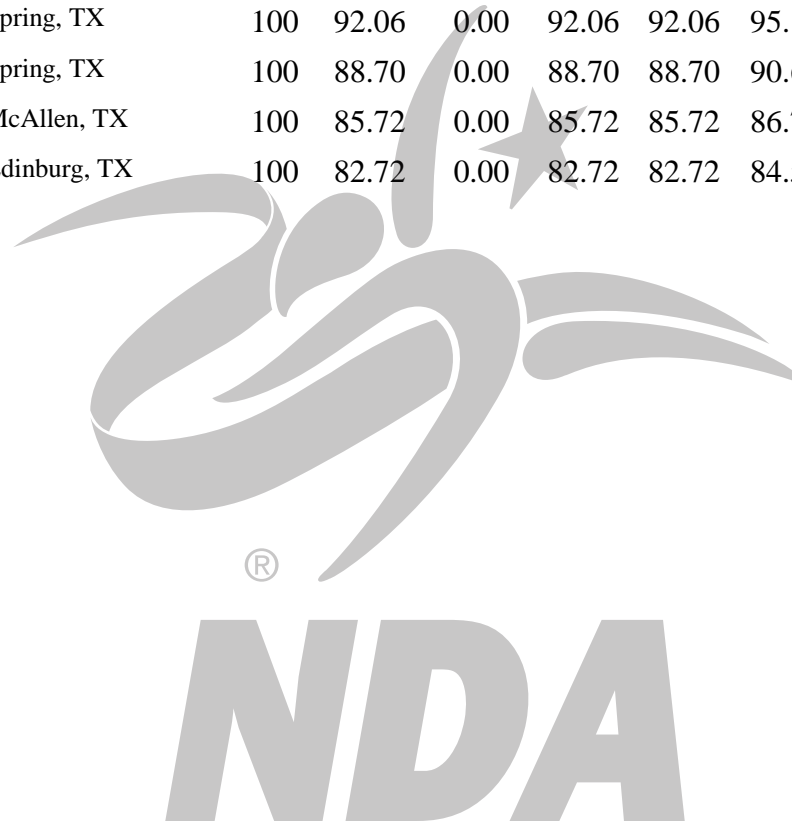 pring, TX 100 92.06 0.00 92.06 92.06 95.
pring, TX 100 88.70 0.00 88.70 88.70 90.
McAllen, TX 100 85.72 0.00 85.72 85.72 86.
dinburg, TX 100 82.72 0.00 82.72 82.72 84.
®
NDA